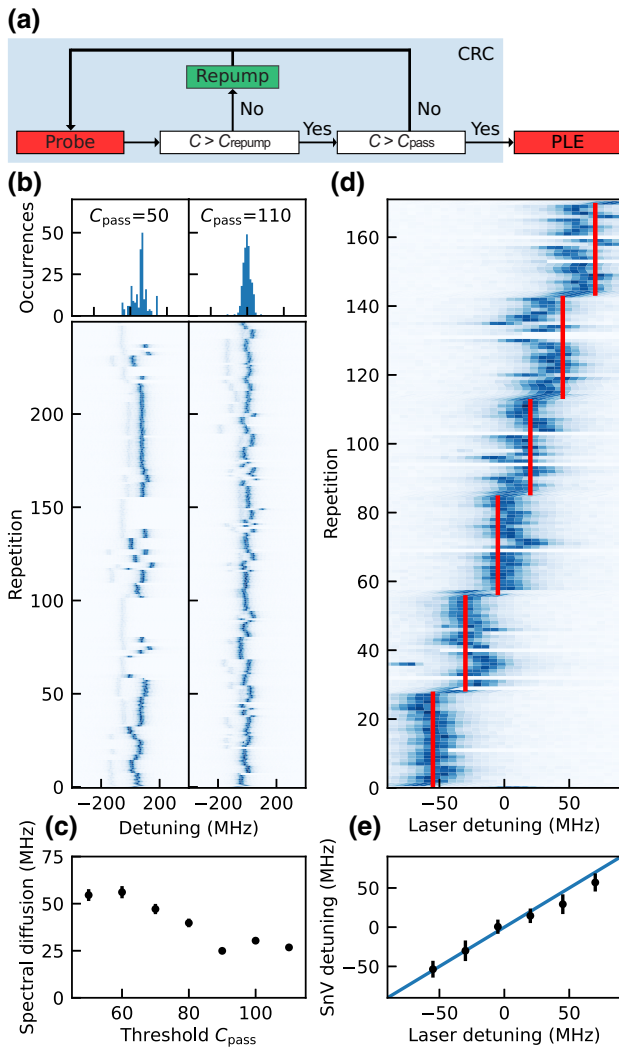 (a)
CRC
Repump
No
No
Probe
C > Crepump
Yes
C > Cpass
Yes
PLE
(b)
Cpass=50
Cpass=110
Occurrences
50
25
0
Repetition
200
150
100
50
0
−200
0
200
−200
0
200
Detuning (MHz)
(c)
Spectral diffusion (MHz)
75
50
25
0
60
80
100
Threshold Cpass
(d)
Repetition
160
140
120
100
80
60
40
20
0
−50
0
50
Laser detuning (MHz)
(e)
SnV detuning (MHz)
50
0
−50
−50
0
50
Laser detuning (MHz)